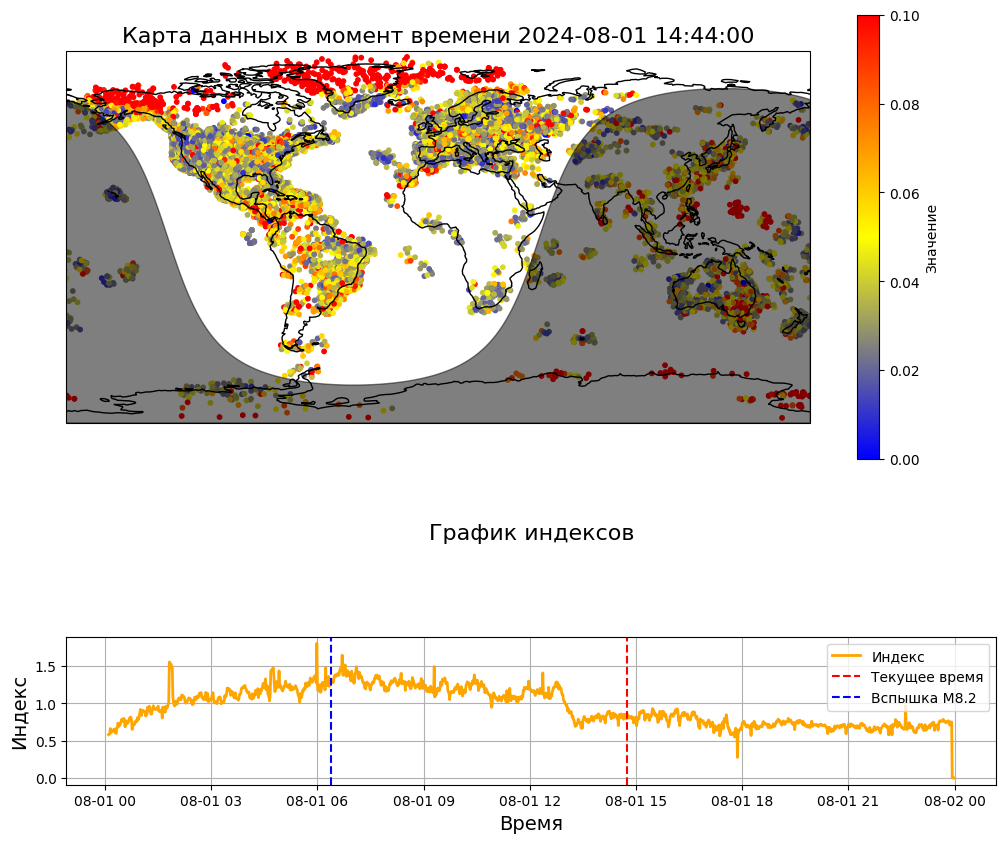 Карта данных в момент времени 2024-08-01 14:44:00
0.10
0.08
0.06
0.04
0.02
0.00
Значение
График индексов
Индекс
1.5
1.0
0.5
0.0
Индекс
Текущее время
Вспышка M8.2
08-01 00 08-01 03 08-01 06 08-01 09 08-01 12 08-01 15 08-01 18 08-01 21 08-02 00
Время